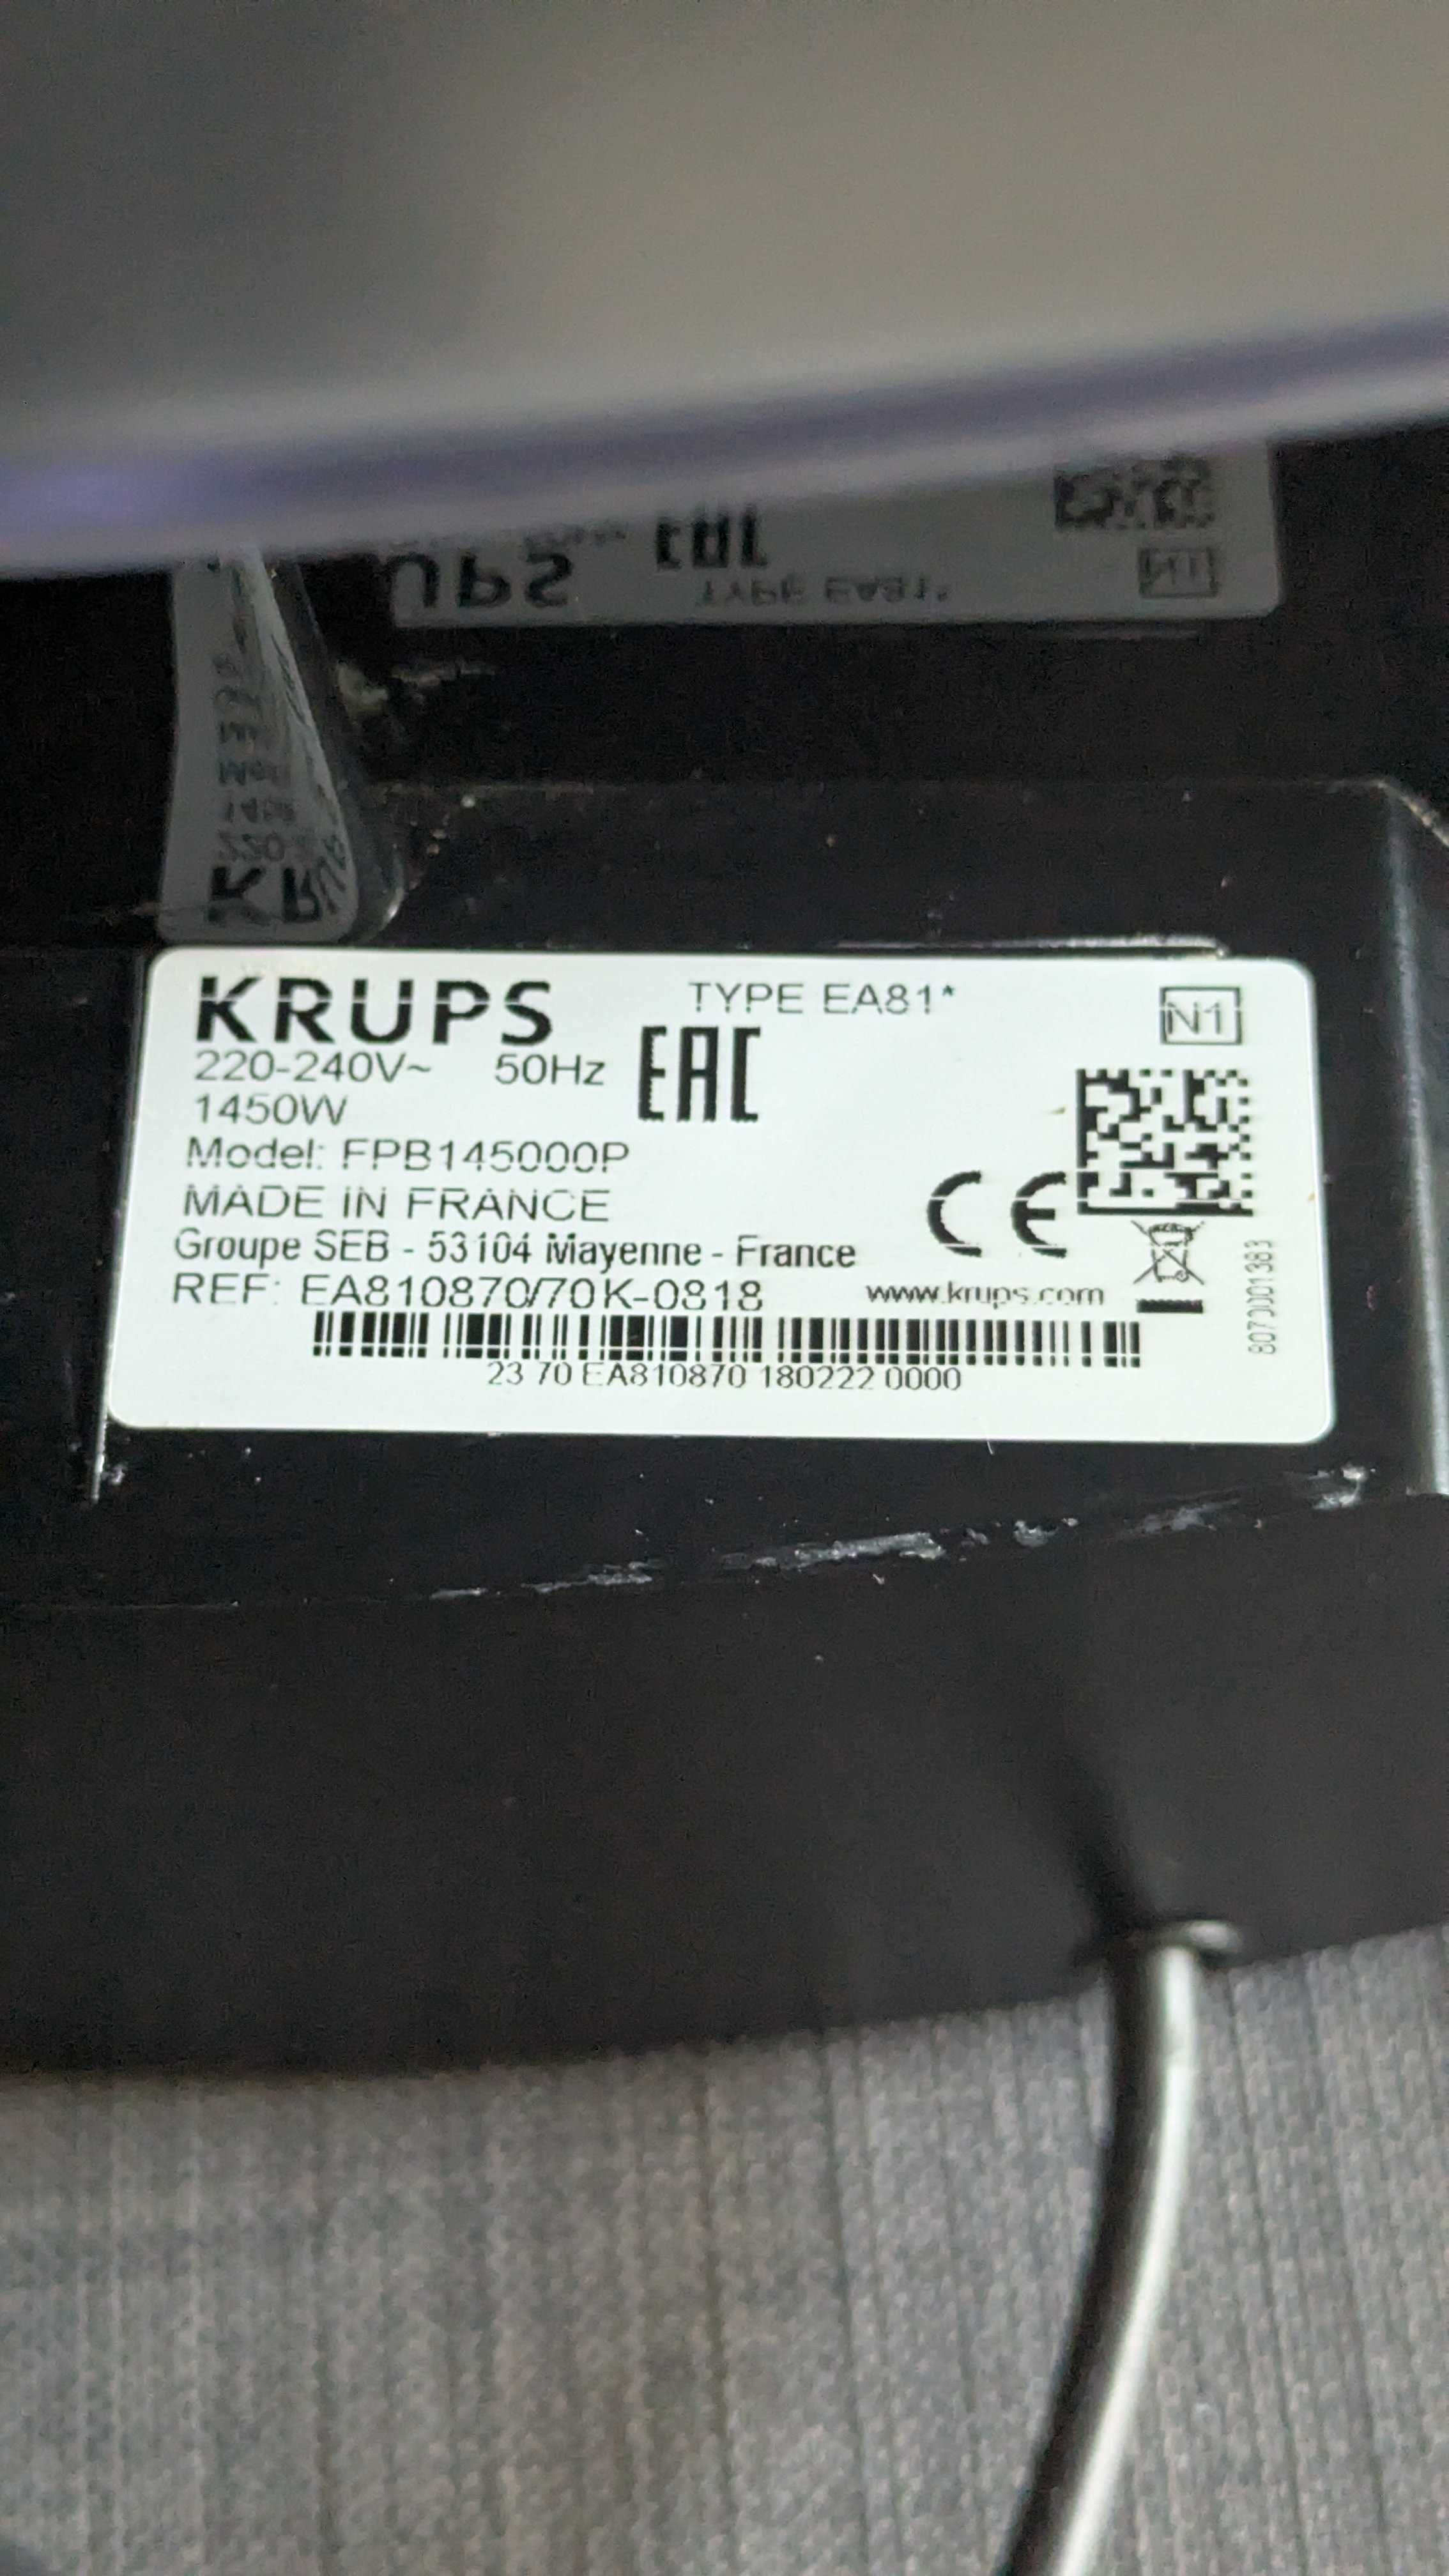 KRUPS TYPE EA81* N1
220-240V~ 50Hz EAC
1450W
Model: FPB145000P
MADE IN FRANCE
CE
Groupe SEB - 53104 Mayenne - France
REF: EA810870/70K-0818 www.krups.com
23 70 EA810870 180222 0000
8070001383